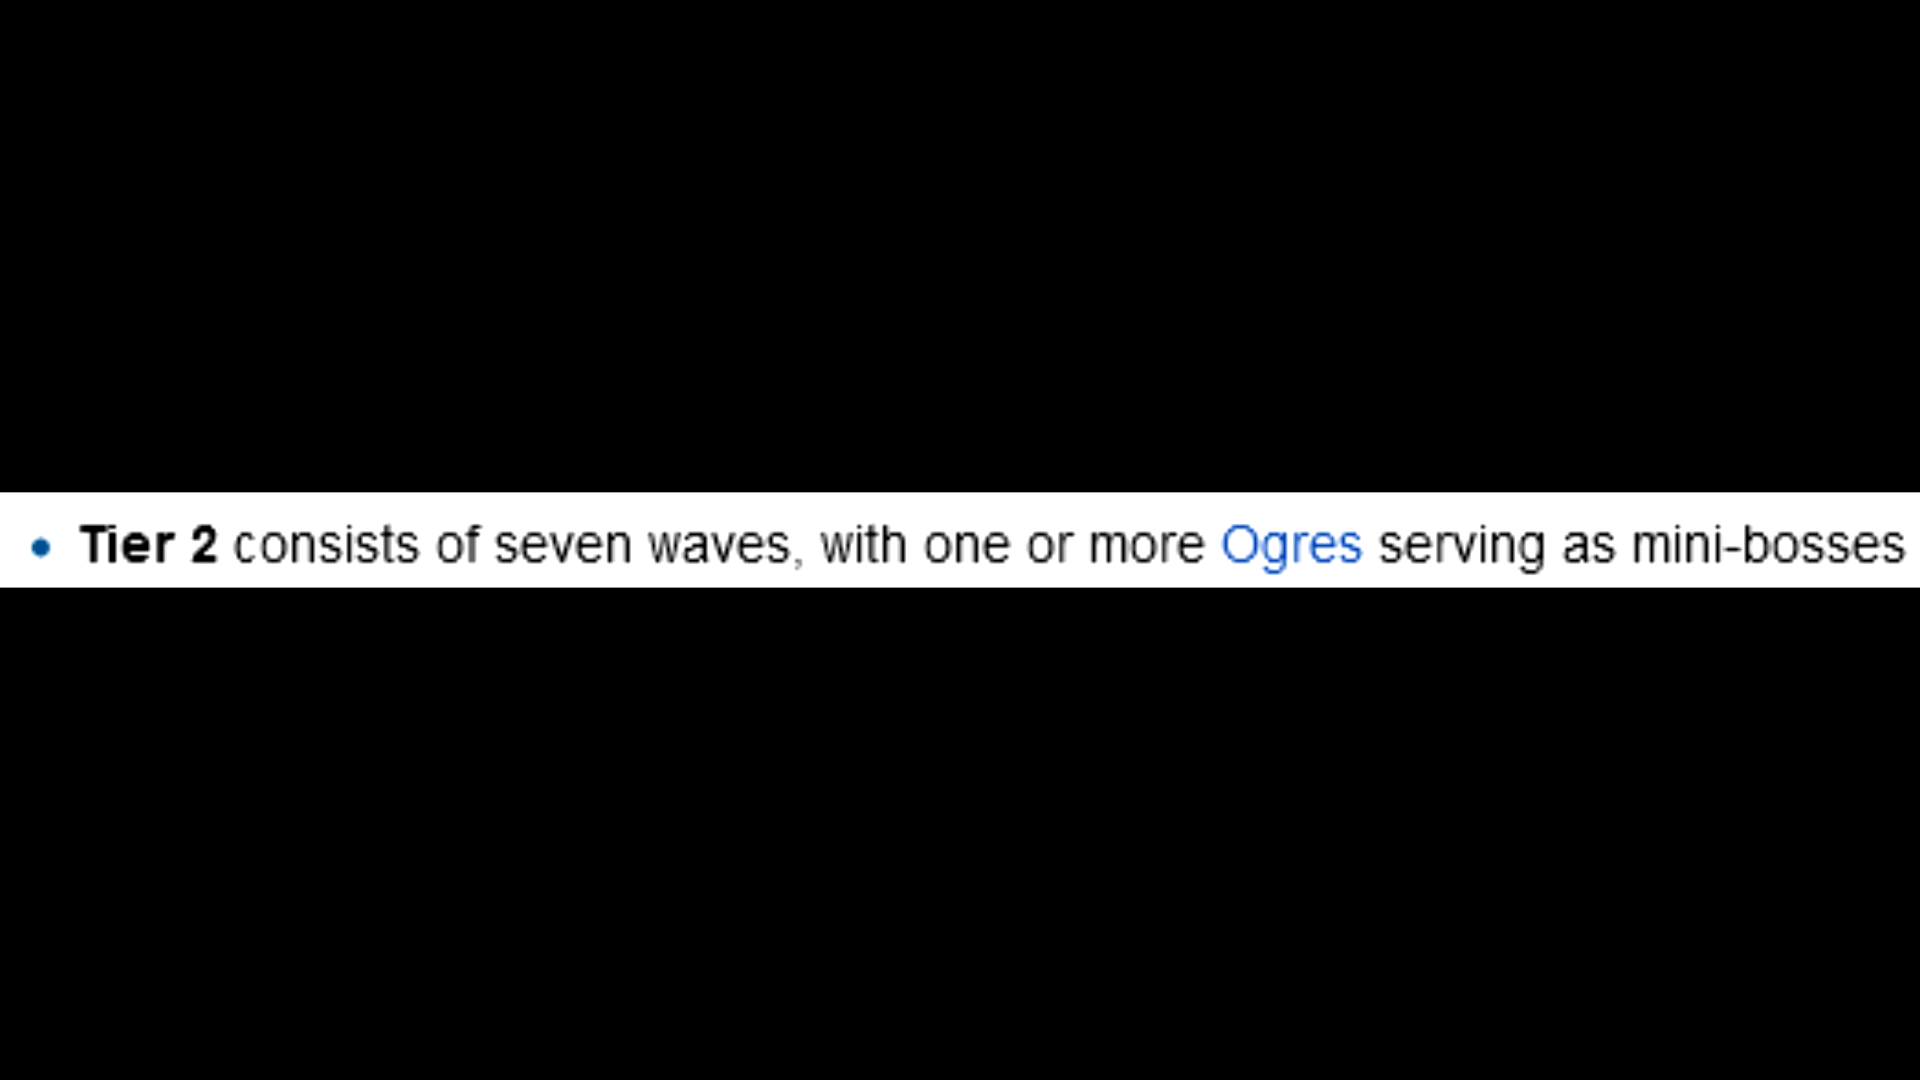 • Tier 2 consists of seven waves, with one or more Ogres serving as mini-bosses